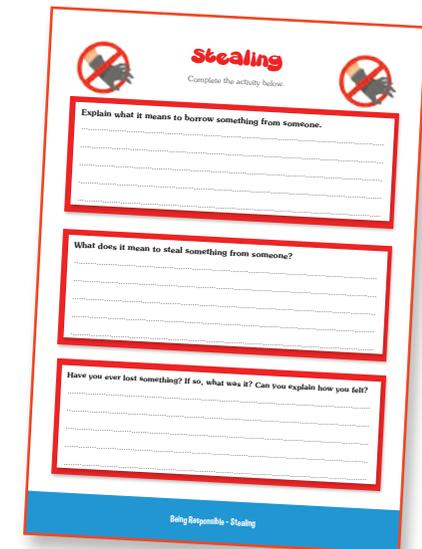 Stealing
Complete the activity below.
Explain what it means to borrow something from someone.
What does it mean to steal something from someone?
Have you ever lost something? If so, what was it? Can you explain how you felt?
Being Responsible - Stealing